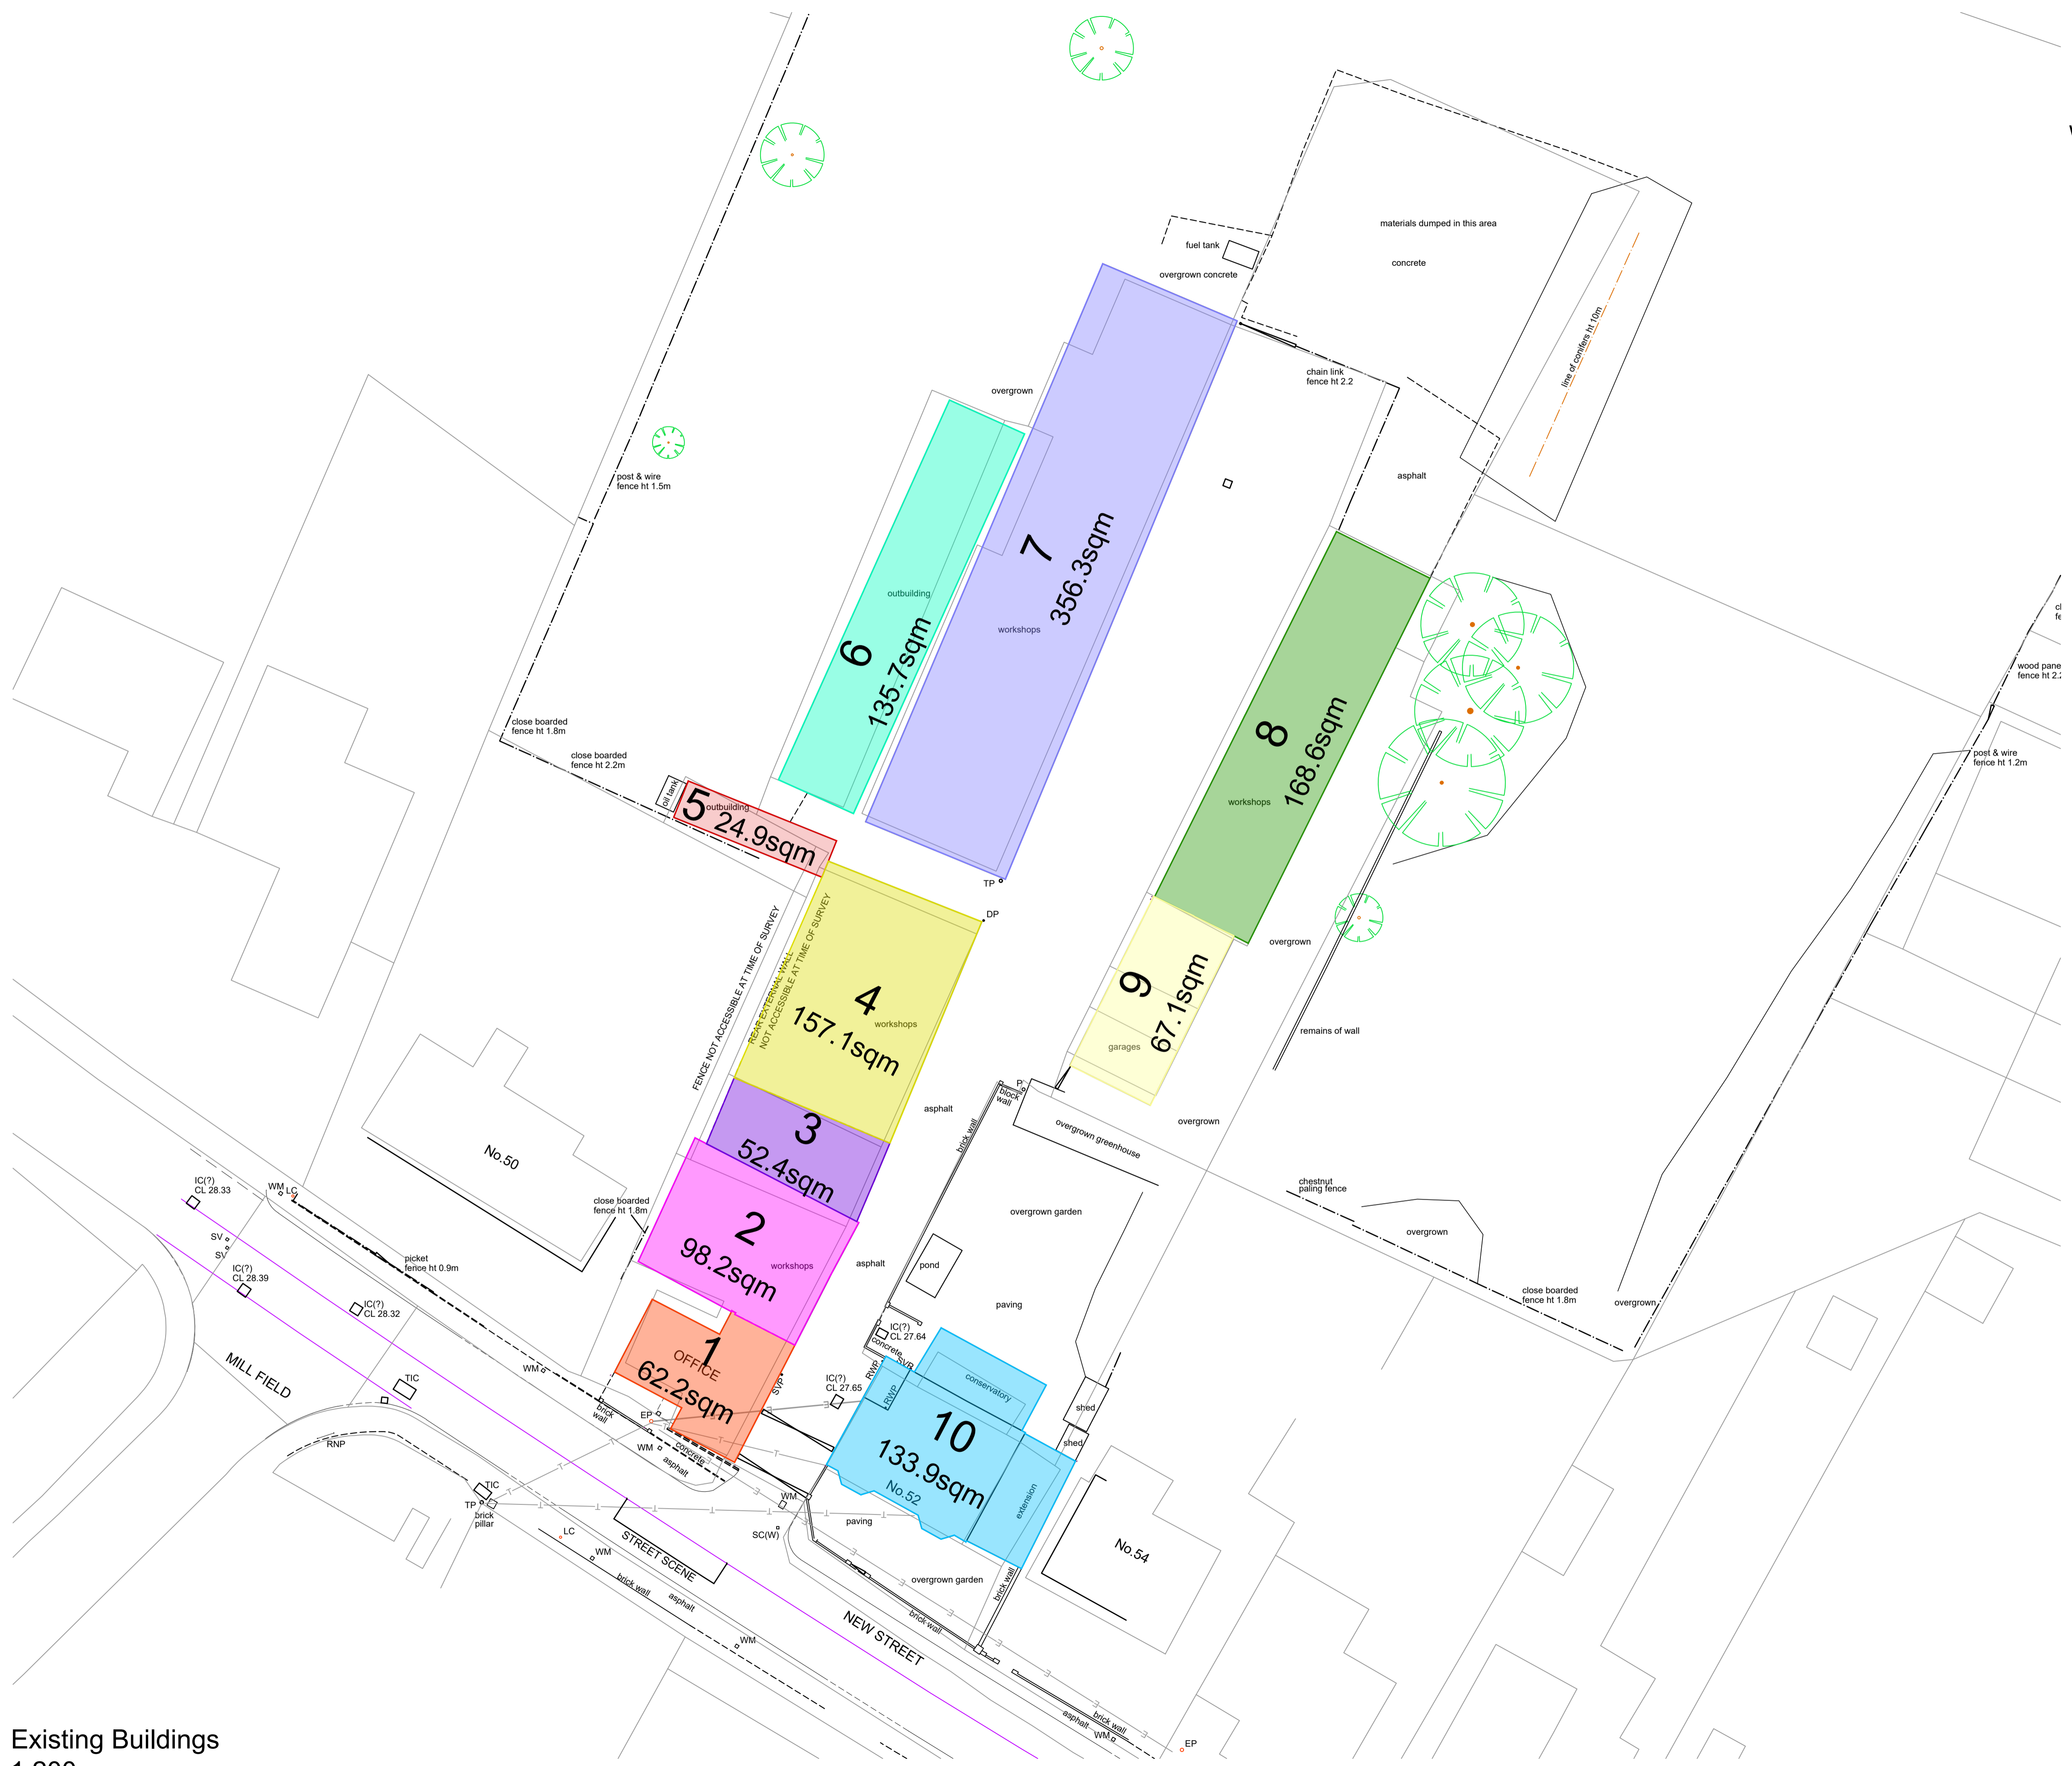 materials dumped in this area
concrete
fuel tank
overgrown concrete
line of conifers ht 10m
chain link
fence ht 2.2
overgrown
asphalt
post & wire
fence ht 1.5m
7
356.3sqm
workshops
outbuilding
6
135.7sqm
8
168.6sqm
workshops
wood pane
close boarded
fence ht 1.8m
close boarded
fence ht 2.2m
post & wire
fence ht 1.2m
oil tank
5
outbuilding
24.9sqm
TP
DP
FENCE NOT ACCESSIBLE AT TIME OF SURVEY
REAR EXTERNAL WALL
NOT ACCESSIBLE AT TIME OF SURVEY
4
157.1sqm
workshops
overgrown
9
67.1sqm
garages
remains of wall
P
block
wall
asphalt
brick wall
overgrown
overgrown greenhouse
3
52.4sqm
No.50
IC(?)
CL 28.33
WM
LC
close boarded
fence ht 1.8m
chestnut
paling fence
overgrown garden
overgrown
2
98.2sqm
workshops
SV
SV
picket
fence ht 0.9m
asphalt
pond
IC(?)
CL 28.39
IC(?)
CL 28.32
paving
close boarded
fence ht 1.8m
overgrown
IC(?)
CL 27.64
concrete
SVP
RWP
RWP
1
OFFICE
62.2sqm
MILL FIELD
WM
TIC
SVP
IC(?)
CL 27.65
conservatory
shed
shed
10
133.9sqm
No.52
extension
brick
wall
EP
WM
concrete
asphalt
RNP
TIC
TP
brick
pillar
WM
SC(W)
paving
LC
WM
STREET SCENE
brick wall
asphalt
No.54
overgrown garden
brick wall
brick wall
NEW STREET
WM
asphalt
brick wall
WM
EP
Existing Buildings